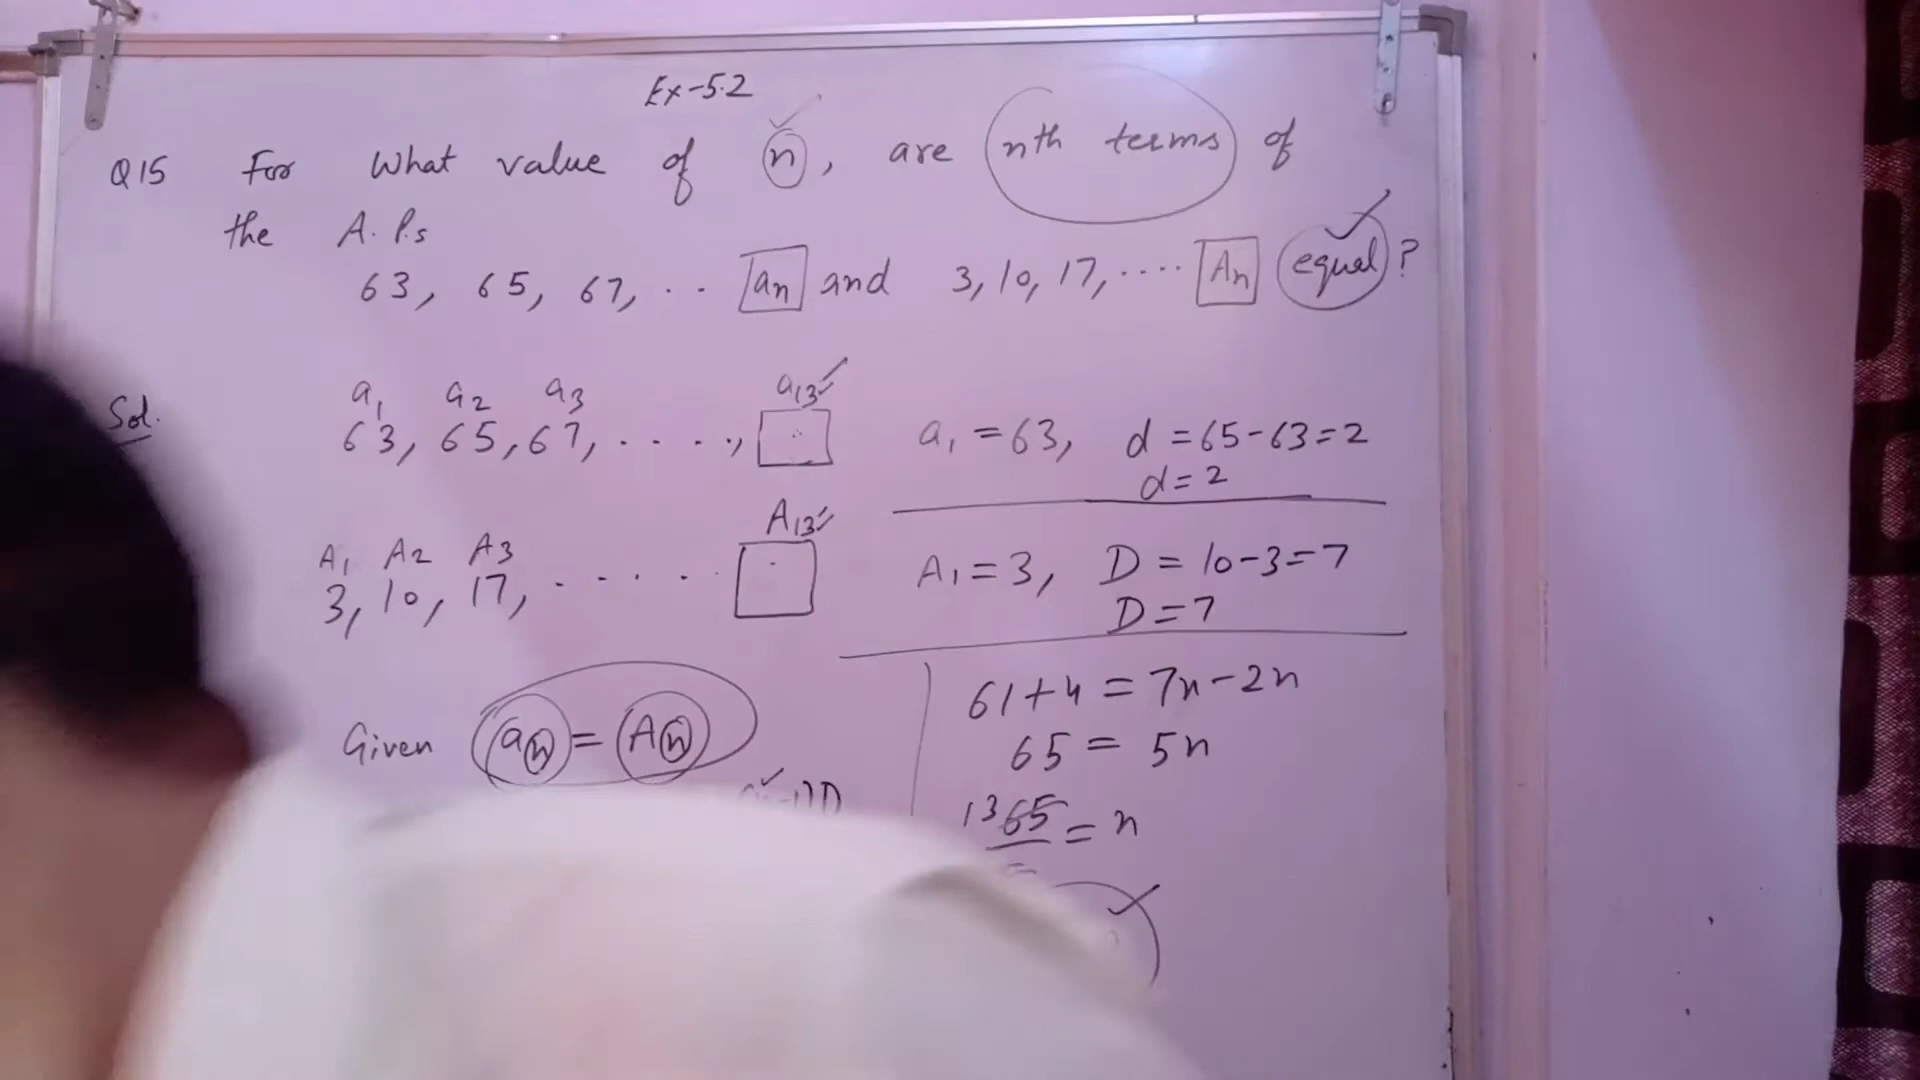 Ex-5.2
Q15 For What value of n, are nth terms of
the A.P.s
63, 65, 67, .. an and 3, 10, 17, ..... An equal?
Sol.
a1 a2 a3 a13
63, 65, 67, ....,
a1 = 63, d = 65-63=2
d = 2
A1 A2 A3 A13
3, 10, 17, .....
A1 = 3, D = 10-3=7
D = 7
Given an = An
61+4 = 7n-2n
65 = 5n
13 65 = n